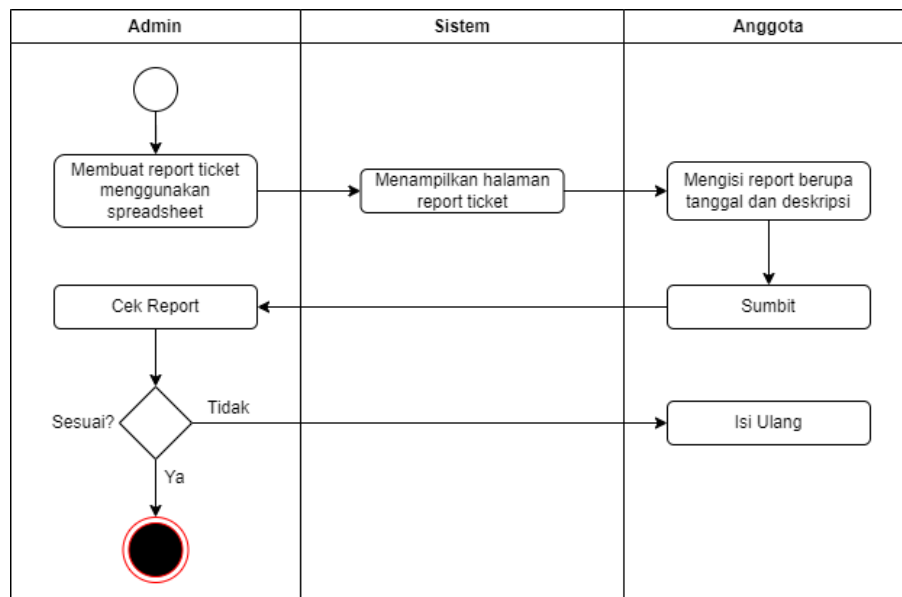 Admin
Sistem
Anggota
Membuat report ticket
menggunakan
spreadsheet
Menampilkan halaman
report ticket
Mengisi report berupa
tanggal dan deskripsi
Cek Report
Sumbit
Sesuai?
Tidak
Isi Ulang
Ya